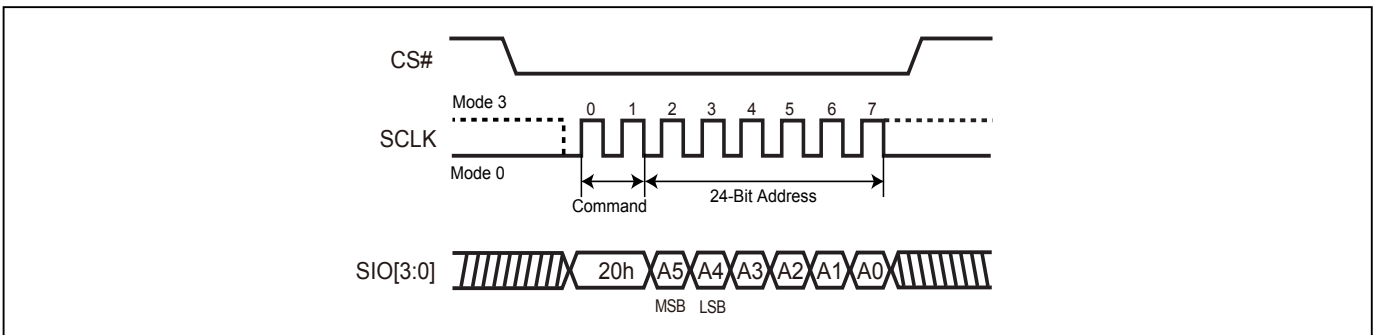 CS#
Mode 3
0 1 2 3 4 5 6 7
SCLK
Mode 0
Command
24-Bit Address
SIO[3:0]
20h A5 A4 A3 A2 A1 A0
MSB LSB